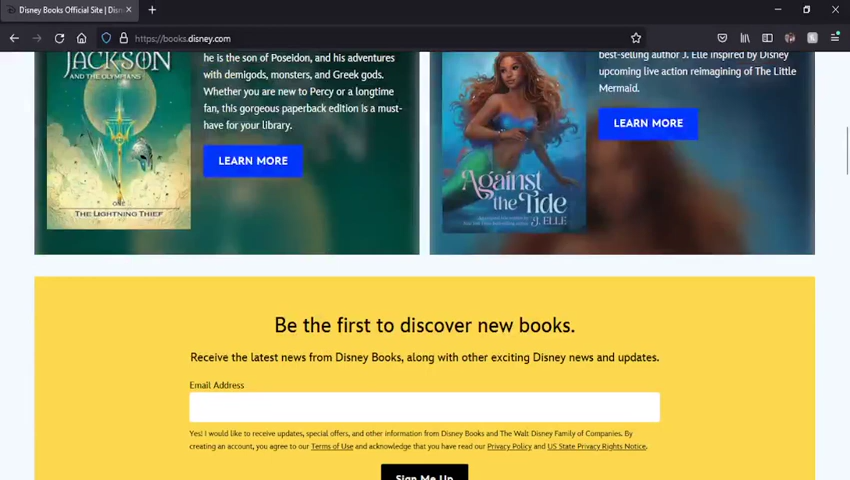 Disney Books Official Site | Disn
https://books.disney.com
JACKSON
AND THE OLYMPIANS
ONE
THE LIGHTNING THIEF
he is the son of Poseidon, and his adventures
with demigods, monsters, and Greek gods.
Whether you are new to Percy or a longtime
fan, this gorgeous paperback edition is a must-
have for your library.
LEARN MORE
Against
the Tide
J. ELLE
best-selling author J. Elle inspired by Disney
upcoming live action reimagining of The Little
Mermaid.
LEARN MORE
Be the first to discover new books.
Receive the latest news from Disney Books, along with other exciting Disney news and updates.
Email Address
Yes! I would like to receive updates, special offers, and other information from Disney Books and The Walt Disney Family of Companies. By
creating an account, you agree to our Terms of Use and acknowledge that you have read our Privacy Policy and US State Privacy Rights Notice.
Sign Me Up